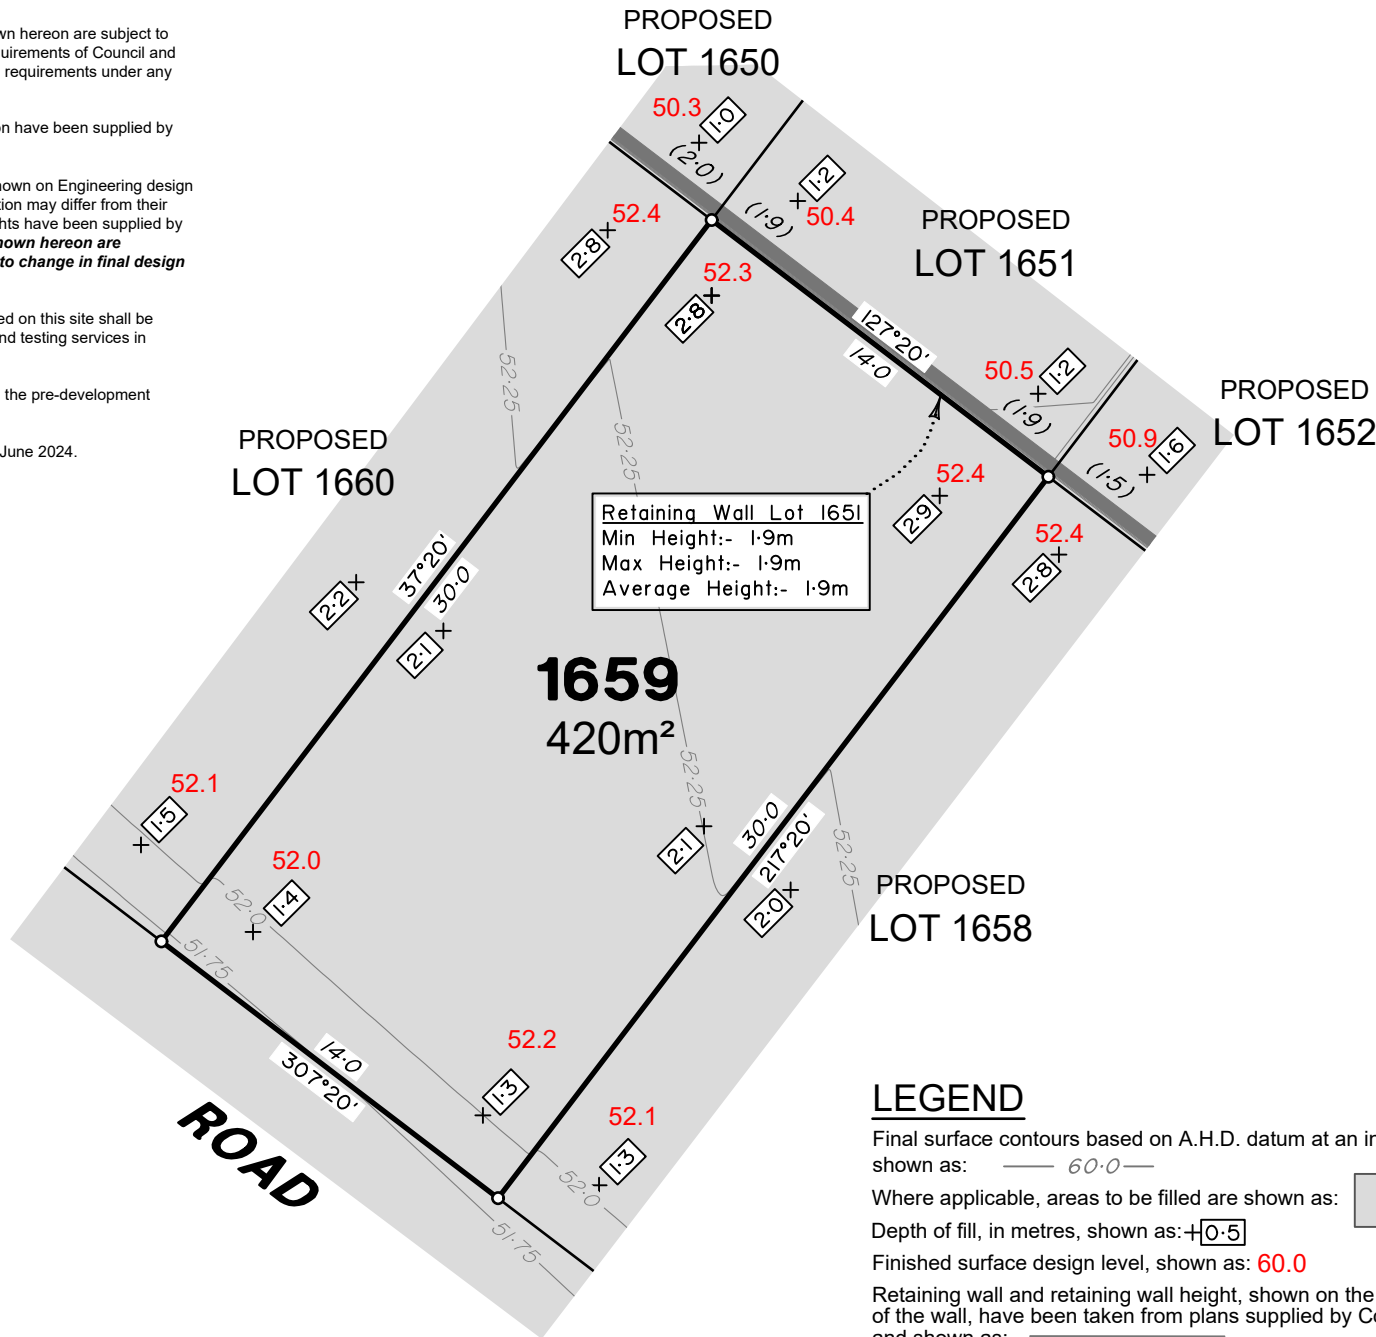 wn hereon are subject to
uirements of Council and
requirements under any
on have been supplied by
hown on Engineering design
tion may differ from their
hts have been supplied by
hown hereon are
to change in final design
ed on this site shall be
nd testing services in
the pre-development
June 2024.
PROPOSED
LOT 1650
50.3
1·0
(2·0)
1·2
(1·9)
50.4
52.4
2·8
PROPOSED
LOT 1651
52.3
2·8
127°20'
14·0
50.5
1·2
(1·9)
PROPOSED
LOT 1652
50.9
1·6
(1·5)
52·25
52·25
PROPOSED
LOT 1660
52.4
2·9
52.4
2·8
Retaining Wall Lot 1651
Min Height:- 1·9m
Max Height:- 1·9m
Average Height:- 1·9m
37°20'
30·0
2·2
2·1
1659
420m²
52·25
52.1
1·5
2·1
30·0
217°20'
52·25
52.0
1·4
52·0
2·0
PROPOSED
LOT 1658
51·75
52.2
1·3
14·0
307°20'
52.1
1·3
52·0
51·75
ROAD
LEGEND
Final surface contours based on A.H.D. datum at an in
shown as: 60·0
Where applicable, areas to be filled are shown as:
Depth of fill, in metres, shown as: 0·5
Finished surface design level, shown as: 60.0
Retaining wall and retaining wall height, shown on the
of the wall, have been taken from plans supplied by Co
and shown as: